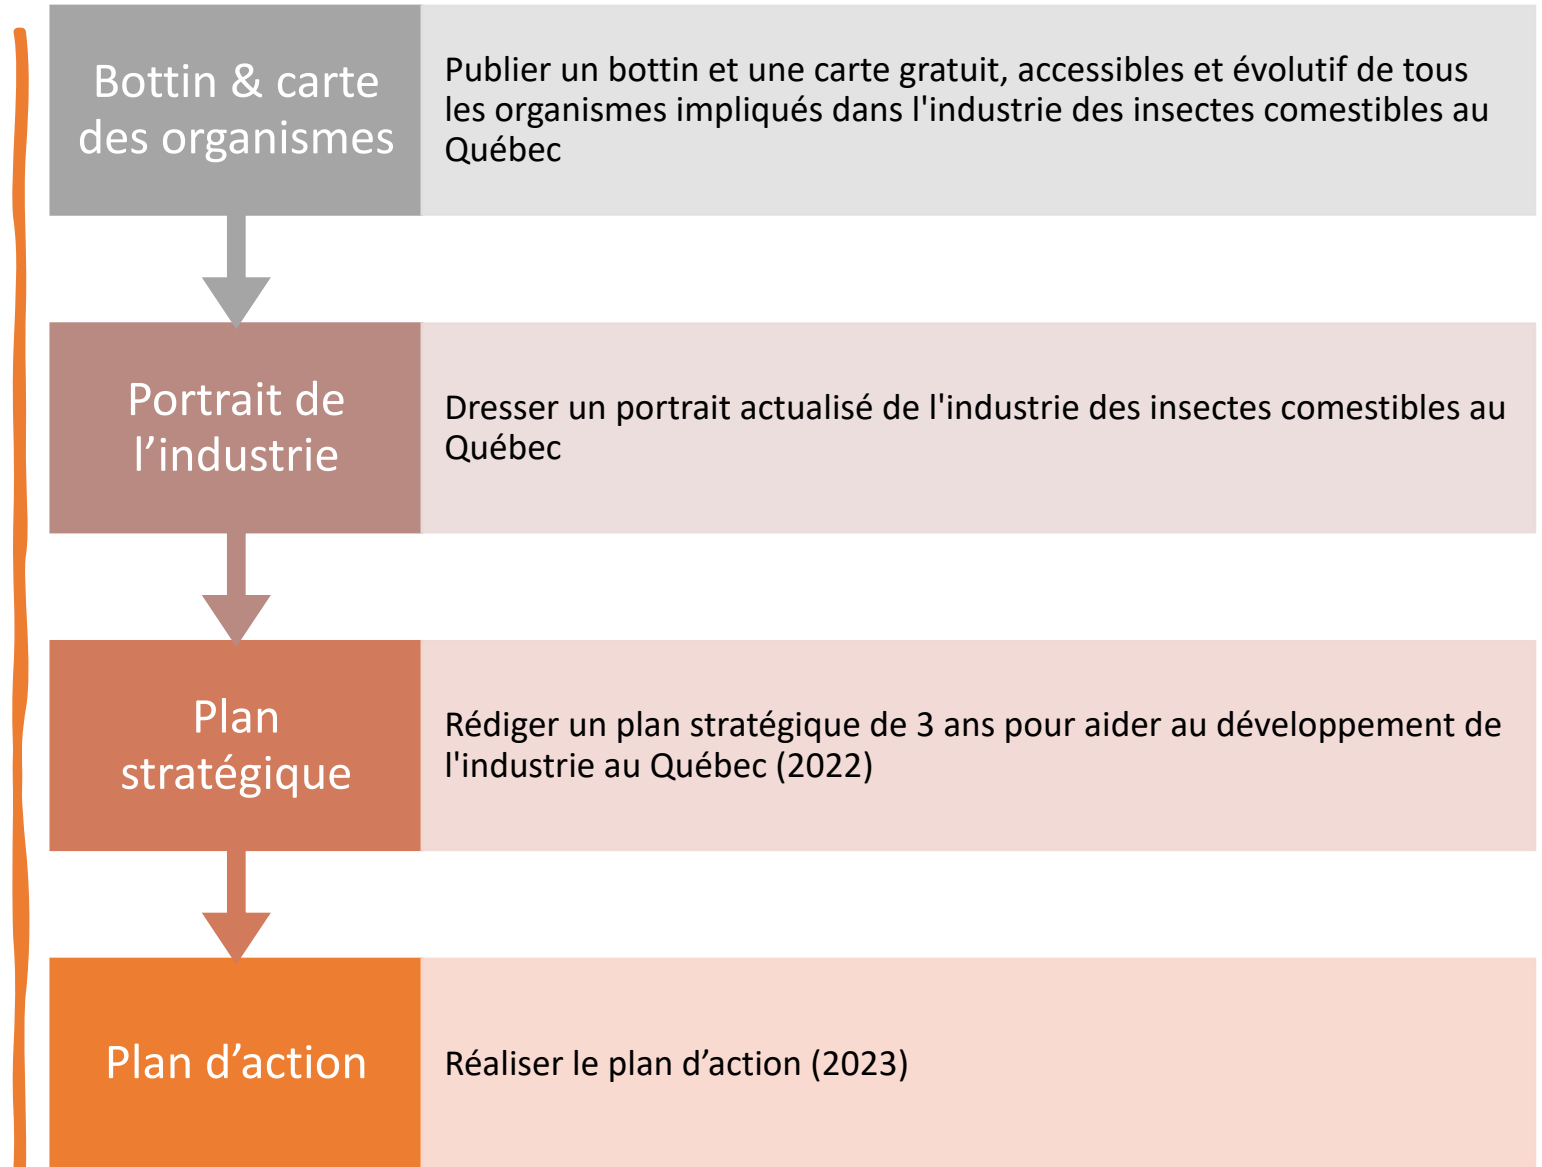 Bottin & carte
des organismes
Publier un bottin et une carte gratuit, accessibles et évolutif de tous
les organismes impliqués dans l'industrie des insectes comestibles au
Québec
Portrait de
l’industrie
Dresser un portrait actualisé de l'industrie des insectes comestibles au
Québec
Plan
stratégique
Rédiger un plan stratégique de 3 ans pour aider au développement de
l'industrie au Québec (2022)
Plan d’action
Réaliser le plan d’action (2023)